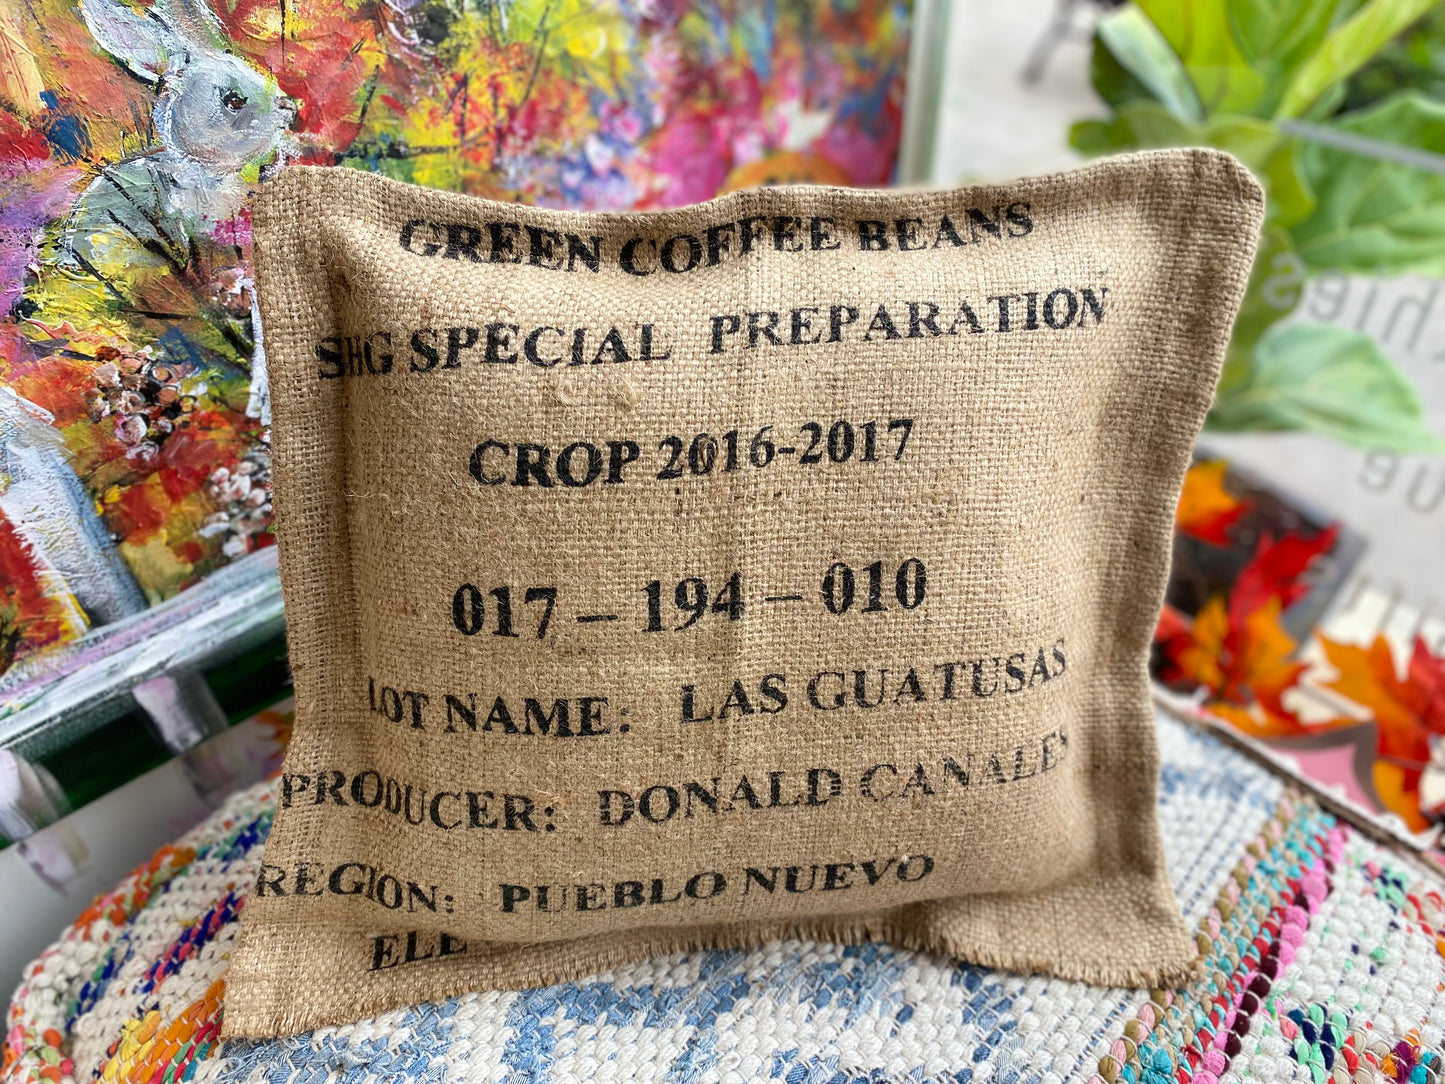 GREEN COFFEE BEANS
SHG SPECIAL PREPARATION
CROP 2016-2017
017 – 194 – 010
LOT NAME: LAS GUATUSAS
PRODUCER: DONALD CANALES
REGION: PUEBLO NUEVO
ELE